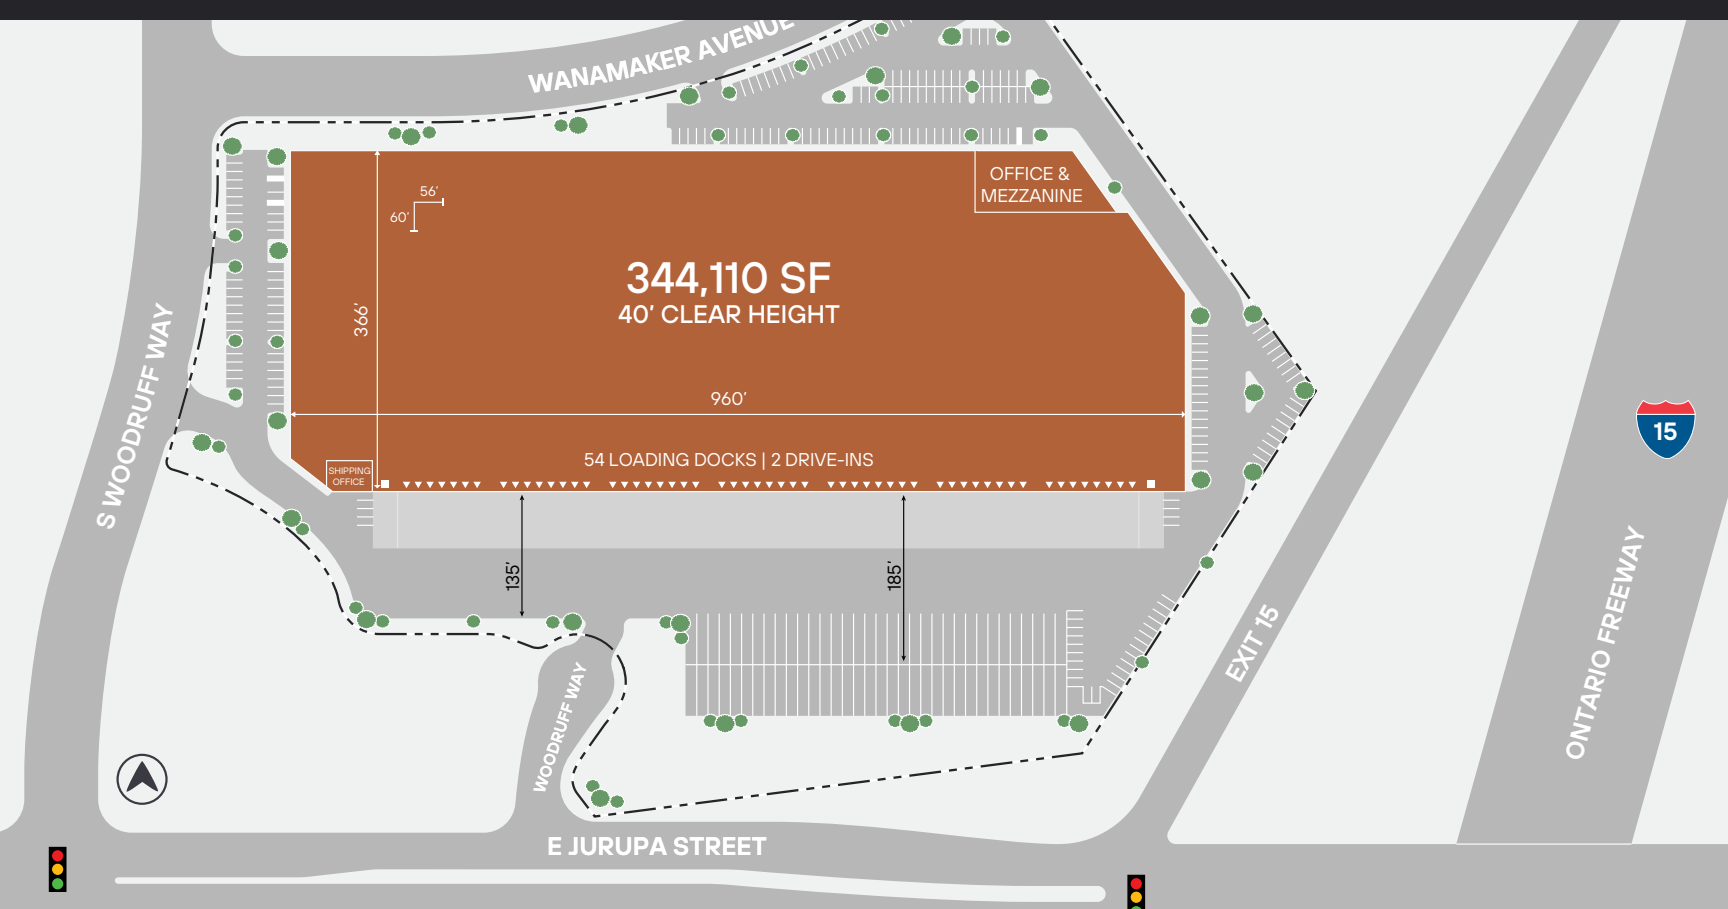 WANAMAKER AVENUE
OFFICE &
MEZZANINE
56'
60'
344,110 SF
40' CLEAR HEIGHT
366'
960'
S WOODRUFF WAY
15
54 LOADING DOCKS | 2 DRIVE-INS
SHIPPING
OFFICE
135'
185'
EXIT 15
ONTARIO FREEWAY
WOODRUFF WAY
E JURUPA STREET